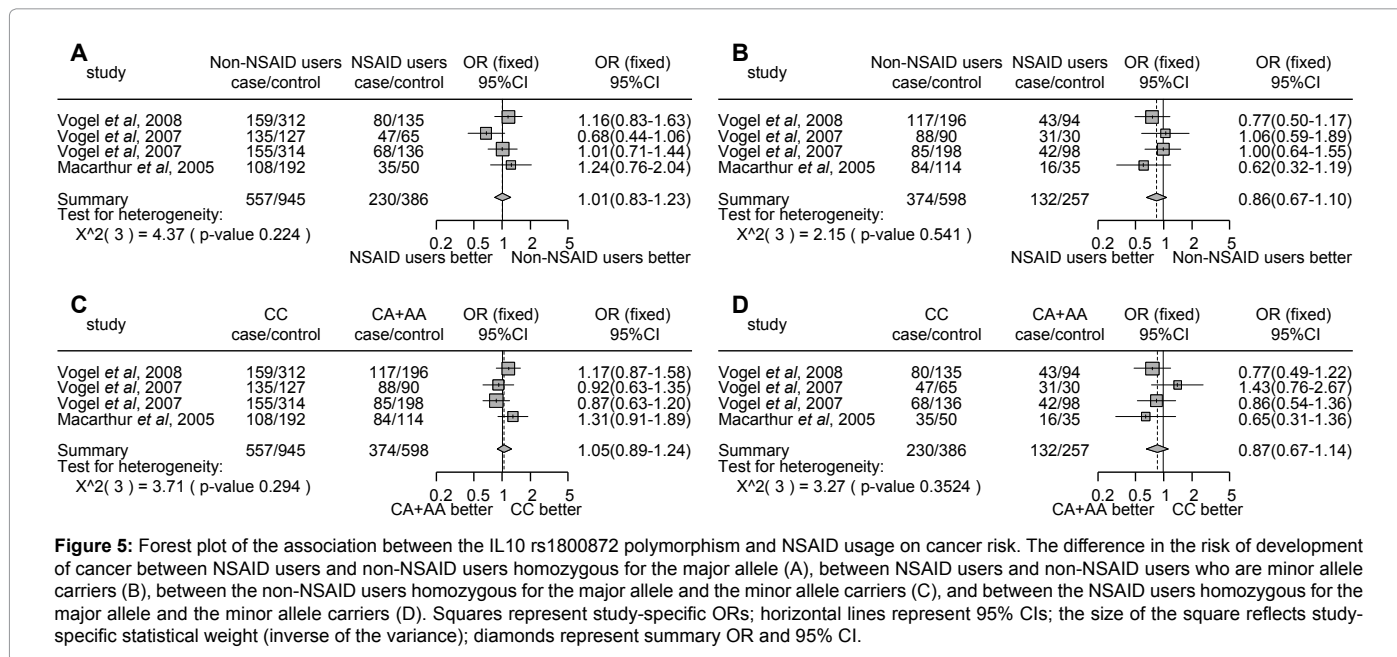 A
study Non-NSAID users NSAID users OR (fixed) OR (fixed)
case/control case/control 95%CI 95%CI
Vogel et al, 2008 159/312 80/135 1.16(0.83-1.63)
Vogel et al, 2007 135/127 47/65 0.68(0.44-1.06)
Vogel et al, 2007 155/314 68/136 1.01(0.71-1.44)
Macarthur et al, 2005 108/192 35/50 1.24(0.76-2.04)
Summary 557/945 230/386 1.01(0.83-1.23)
Test for heterogeneity:
X^2( 3 ) = 4.37 ( p-value 0.224 )
0.2 0.5 1 2 5
NSAID users better Non-NSAID users better
B
study Non-NSAID users NSAID users OR (fixed) OR (fixed)
case/control case/control 95%CI 95%CI
Vogel et al, 2008 117/196 43/94 0.77(0.50-1.17)
Vogel et al, 2007 88/90 31/30 1.06(0.59-1.89)
Vogel et al, 2007 85/198 42/98 1.00(0.64-1.55)
Macarthur et al, 2005 84/114 16/35 0.62(0.32-1.19)
Summary 374/598 132/257 0.86(0.67-1.10)
Test for heterogeneity:
X^2( 3 ) = 2.15 ( p-value 0.541 )
0.2 0.5 1 2 5
NSAID users better Non-NSAID users better
C
study CC CA+AA OR (fixed) OR (fixed)
case/control case/control 95%CI 95%CI
Vogel et al, 2008 159/312 117/196 1.17(0.87-1.58)
Vogel et al, 2007 135/127 88/90 0.92(0.63-1.35)
Vogel et al, 2007 155/314 85/198 0.87(0.63-1.20)
Macarthur et al, 2005 108/192 84/114 1.31(0.91-1.89)
Summary 557/945 374/598 1.05(0.89-1.24)
Test for heterogeneity:
X^2( 3 ) = 3.71 ( p-value 0.294 )
0.2 0.5 1 2 5
CA+AA better CC better
D
study CC CA+AA OR (fixed) OR (fixed)
case/control case/control 95%CI 95%CI
Vogel et al, 2008 80/135 43/94 0.77(0.49-1.22)
Vogel et al, 2007 47/65 31/30 1.43(0.76-2.67)
Vogel et al, 2007 68/136 42/98 0.86(0.54-1.36)
Macarthur et al, 2005 35/50 16/35 0.65(0.31-1.36)
Summary 230/386 132/257 0.87(0.67-1.14)
Test for heterogeneity:
X^2( 3 ) = 3.27 ( p-value 0.3524 )
0.2 0.5 1 2 5
CA+AA better CC better
Figure 5: Forest plot of the association between the IL10 rs1800872 polymorphism and NSAID usage on cancer risk. The difference in the risk of development
of cancer between NSAID users and non-NSAID users homozygous for the major allele (A), between NSAID users and non-NSAID users who are minor allele
carriers (B), between the non-NSAID users homozygous for the major allele and the minor allele carriers (C), and between the NSAID users homozygous for the
major allele and the minor allele carriers (D). Squares represent study-specific ORs; horizontal lines represent 95% CIs; the size of the square reflects study-
specific statistical weight (inverse of the variance); diamonds represent summary OR and 95% CI.